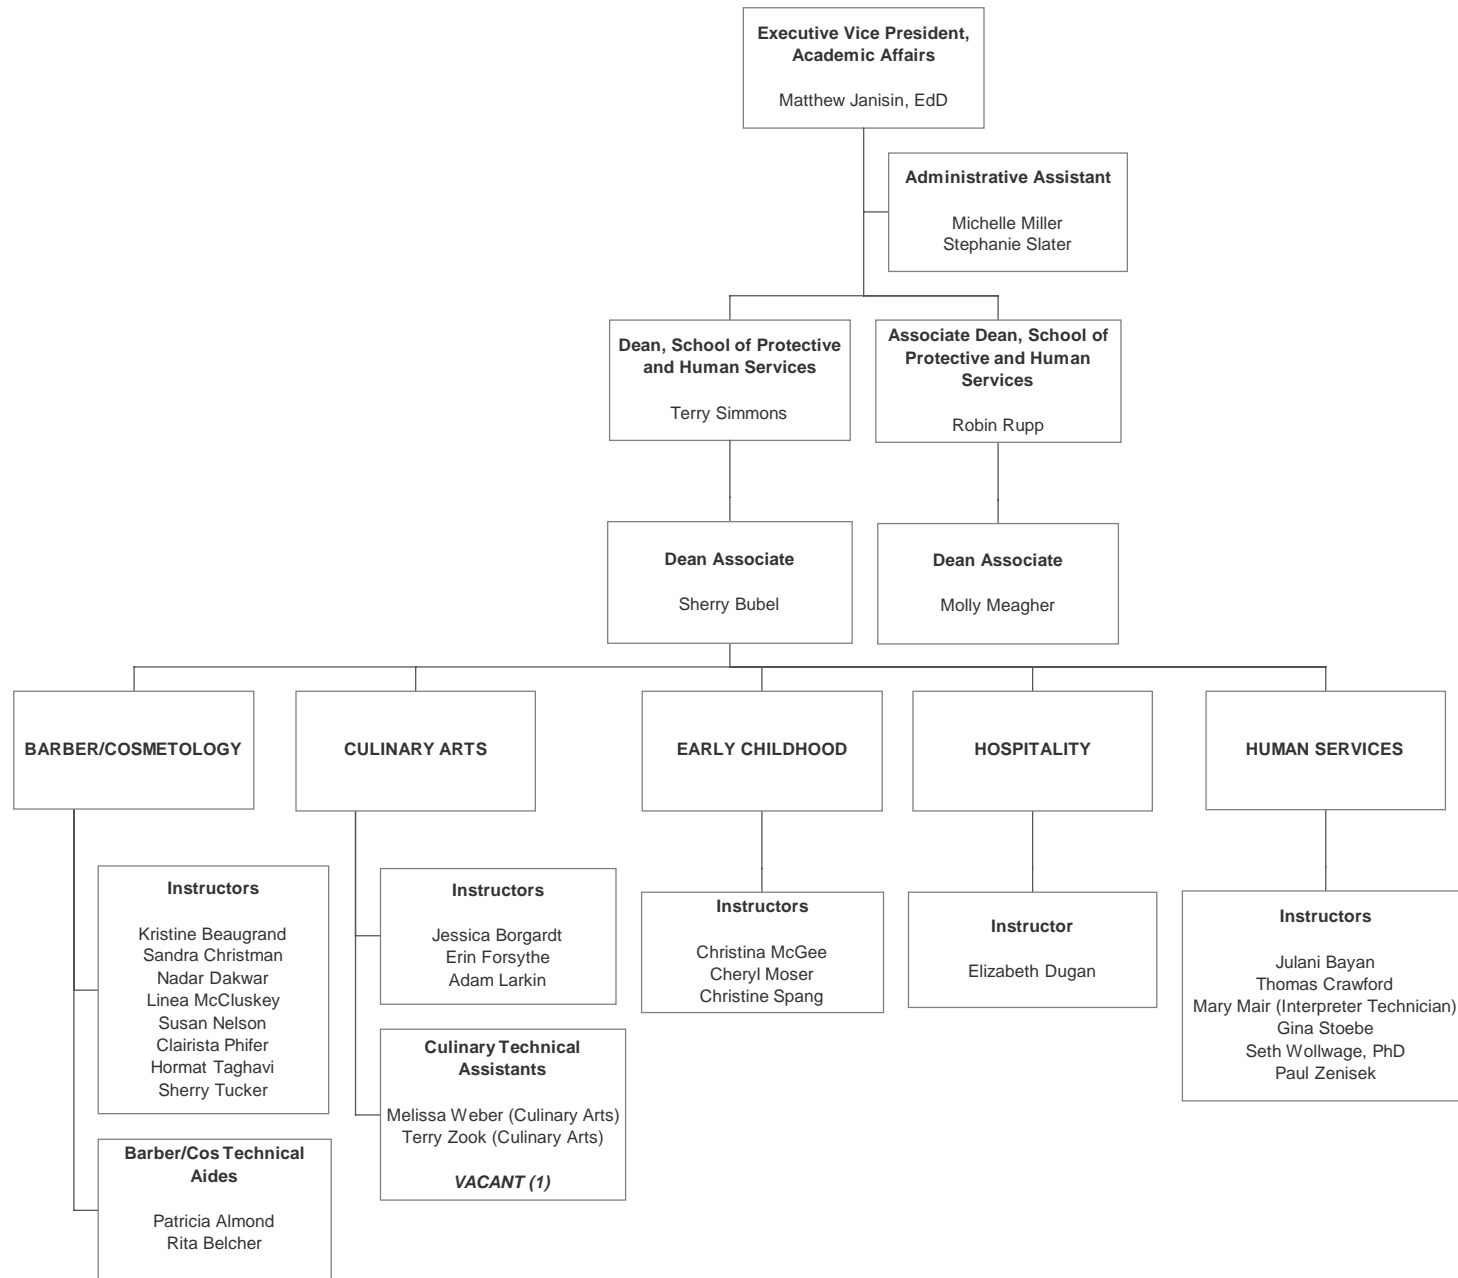 Executive Vice President,
Academic Affairs
Matthew Janisin, EdD
Administrative Assistant
Michelle Miller
Stephanie Slater
Dean, School of Protective
and Human Services
Terry Simmons
Associate Dean, School of
Protective and Human
Services
Robin Rupp
Dean Associate
Sherry Bubel
Dean Associate
Molly Meagher
BARBER/COSMETOLOGY
CULINARY ARTS
EARLY CHILDHOOD
HOSPITALITY
HUMAN SERVICES
Instructors
Kristine Beaugrand
Sandra Christman
Nadar Dakwar
Linea McCluskey
Susan Nelson
Clairista Phifer
Hormat Taghavi
Sherry Tucker
Barber/Cos Technical
Aides
Patricia Almond
Rita Belcher
Instructors
Jessica Borgardt
Erin Forsythe
Adam Larkin
Culinary Technical
Assistants
Melissa Weber (Culinary Arts)
Terry Zook (Culinary Arts)
VACANT (1)
Instructors
Christina McGee
Cheryl Moser
Christine Spang
Instructor
Elizabeth Dugan
Instructors
Julani Bayan
Thomas Crawford
Mary Mair (Interpreter Technician)
Gina Stoebe
Seth Wollwage, PhD
Paul Zenisek